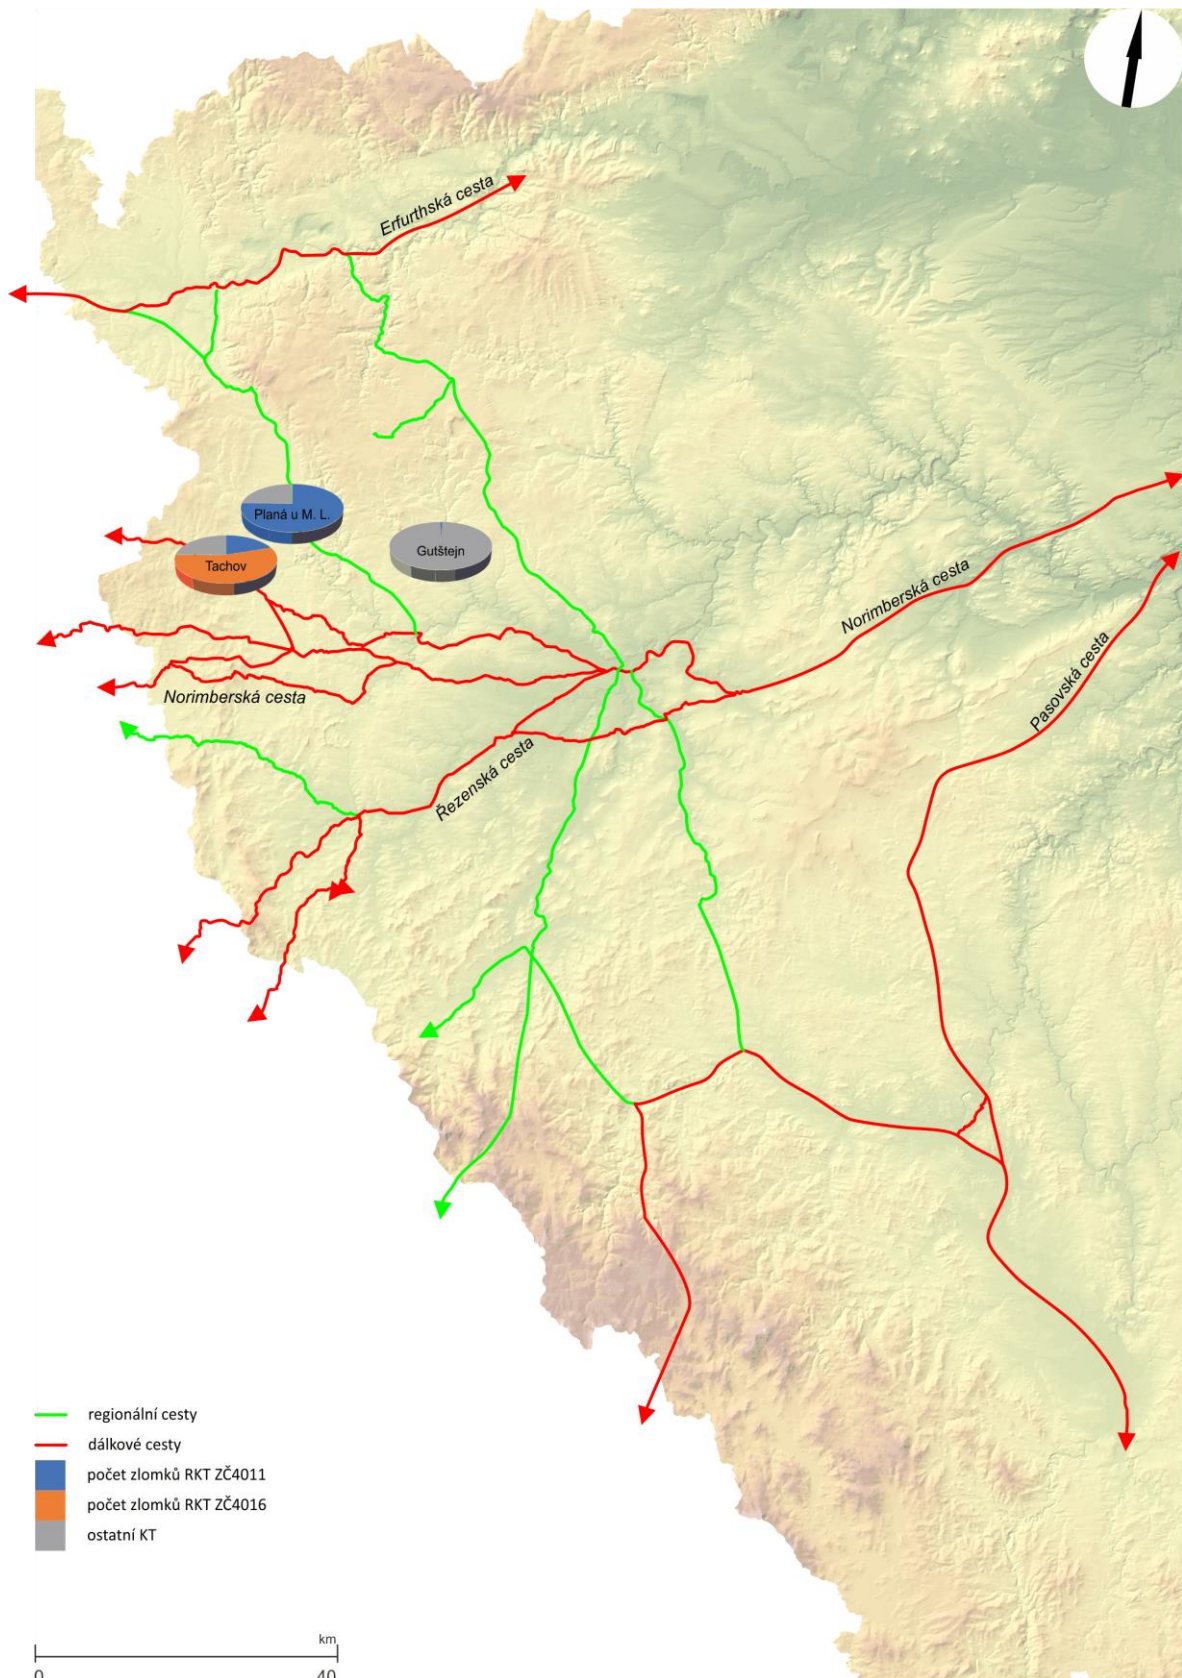 Erfurthská cesta
Planá u M. L.
Gutštejn
Tachov
Norimberská cesta
Pasovská cesta
Norimberská cesta
Řezenská cesta
regionální cesty
dálkové cesty
počet zlomků RKT ZČ4011
počet zlomků RKT ZČ4016
ostatní KT
km
0 40